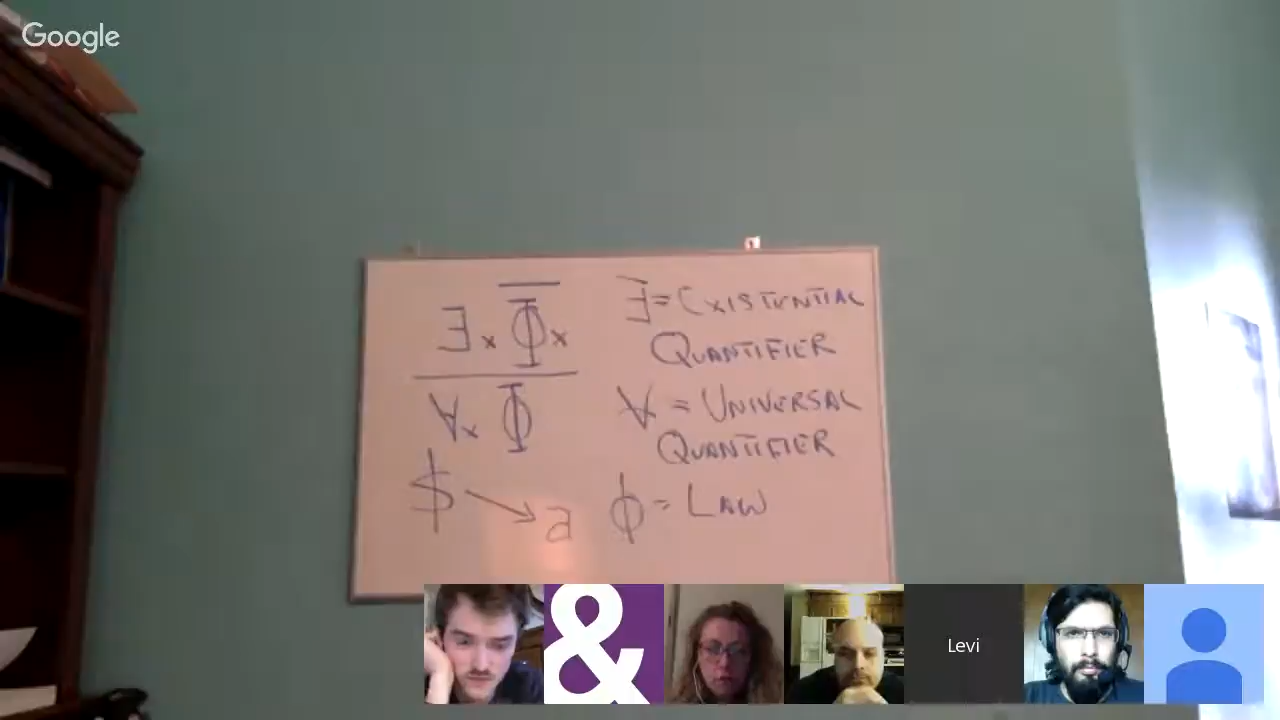 Google
∃x Φ̅x̅
∀x Φ
$ → a
∃ = EXISTENTIAL
QUANTIFIER
∀ = UNIVERSAL
QUANTIFIER
ϕ = LAW
&
Levi